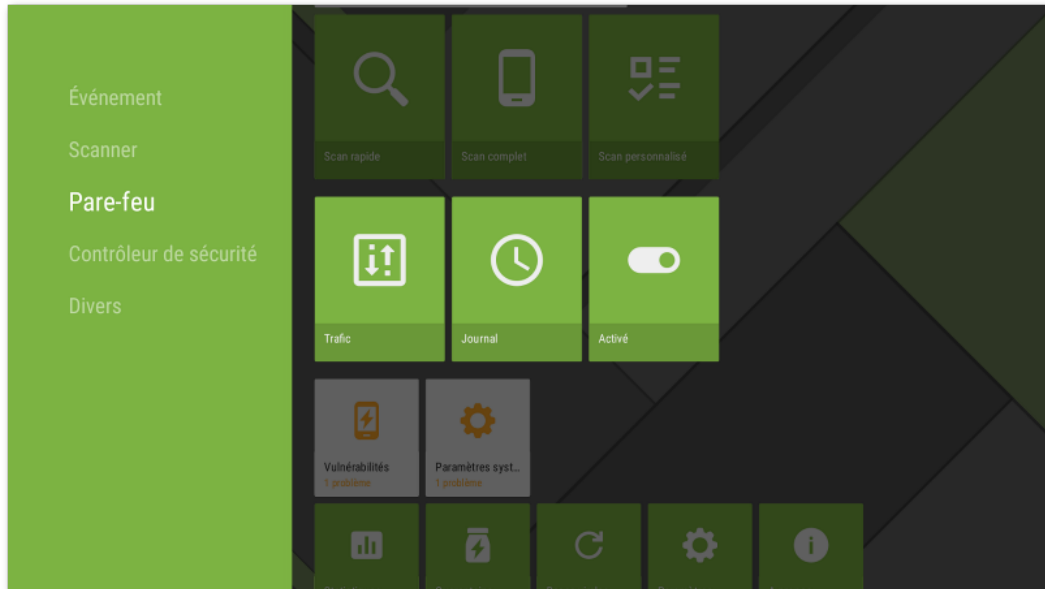 Événement
Scanner
Pare-feu
Contrôleur de sécurité
Divers
Scan rapide
Scan complet
Scan personnalisé
Trafic
Journal
Activé
Vulnérabilités
1 problème
Paramètres syst...
1 problème